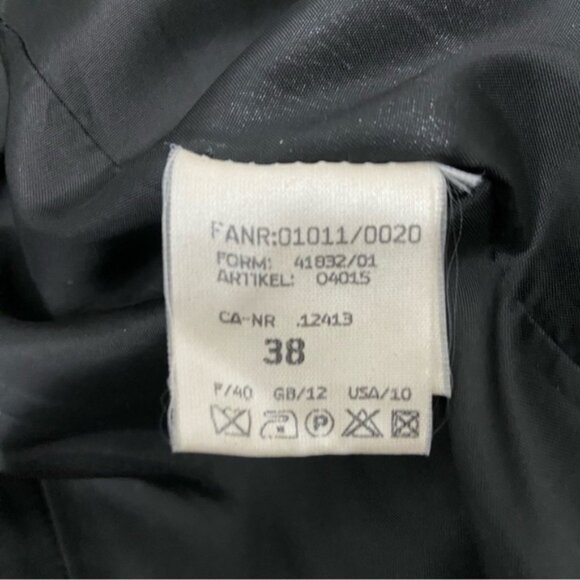 FANR:01011/0020
FORM: 41832/01
ARTIKEL: 04015
CA-NR .12413
38
F/40 GB/12 USA/10
P